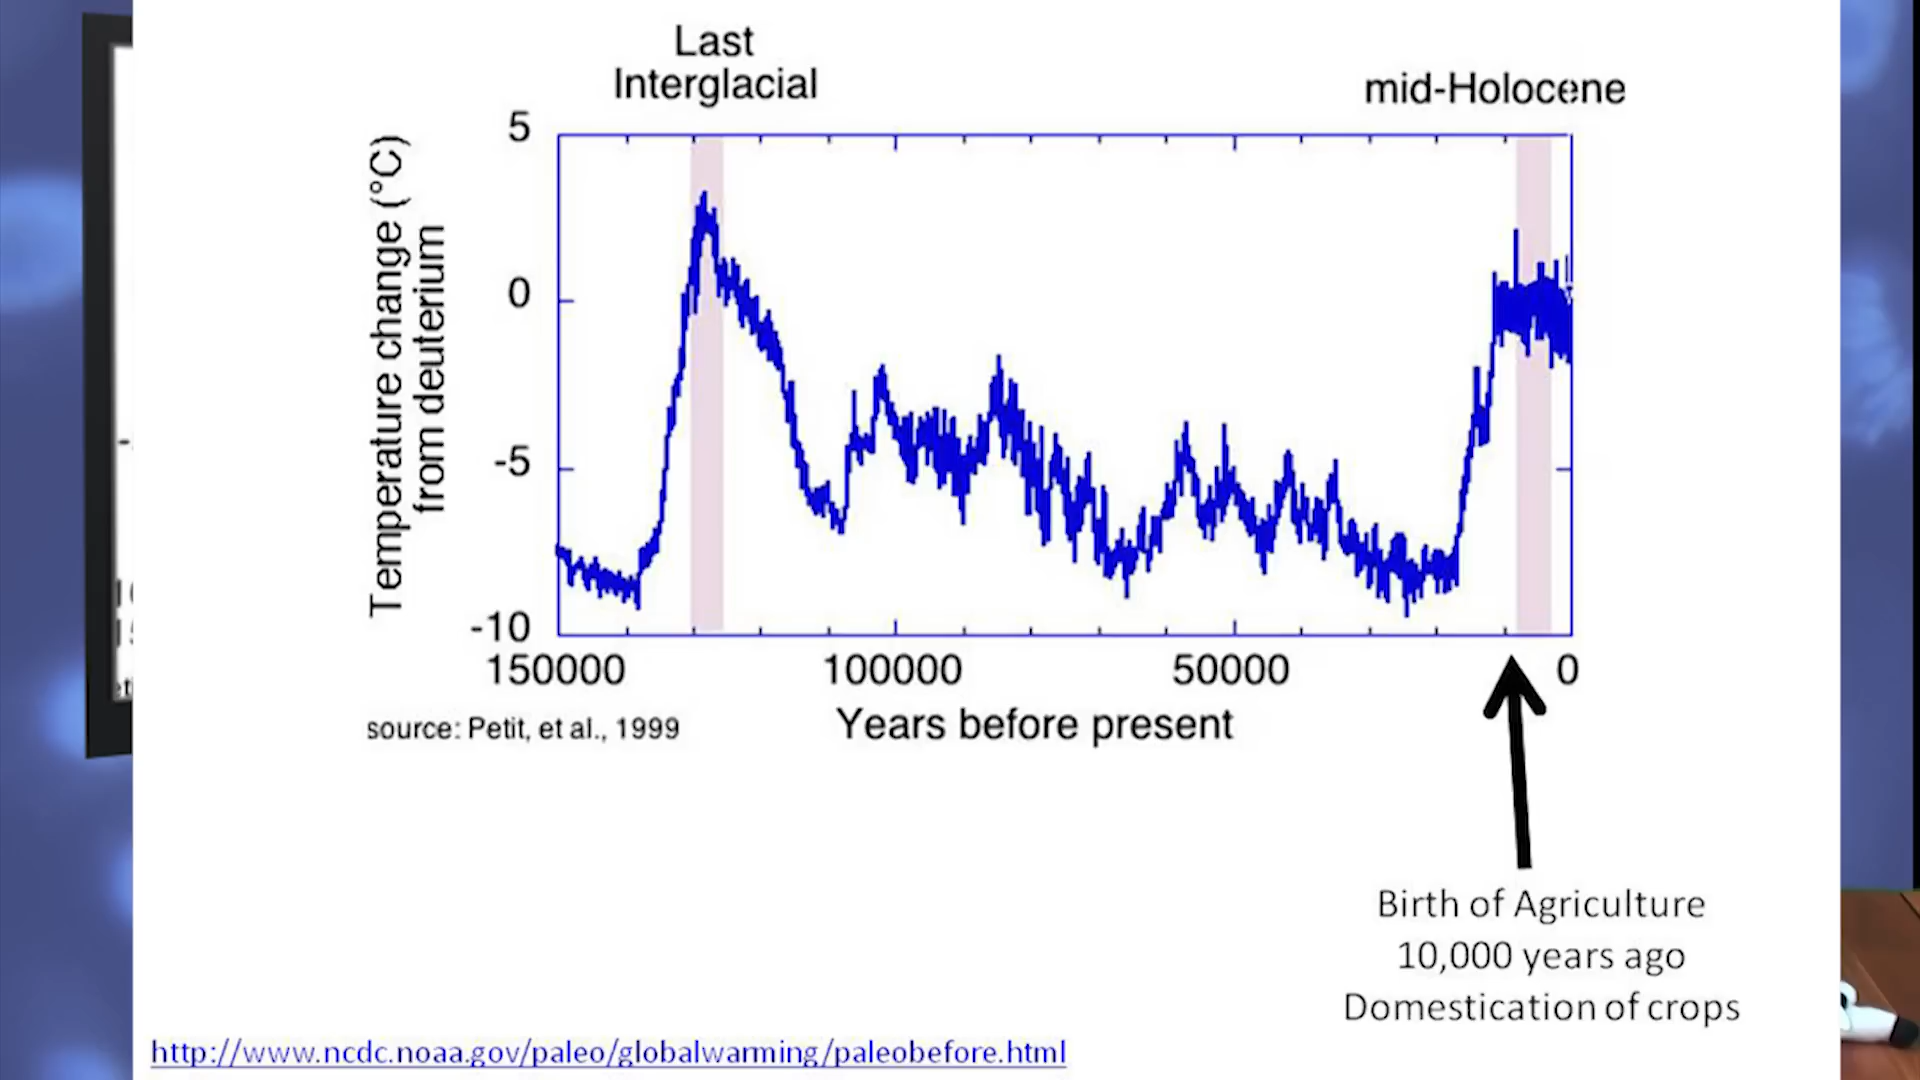 Last
Interglacial
mid-Holocene
5
0
-5
-10
Temperature change (°C)
from deuterium
150000
100000
50000
0
source: Petit, et al., 1999
Years before present
Birth of Agriculture
10,000 years ago
Domestication of crops
http://www.ncdc.noaa.gov/paleo/globalwarming/paleobefore.html